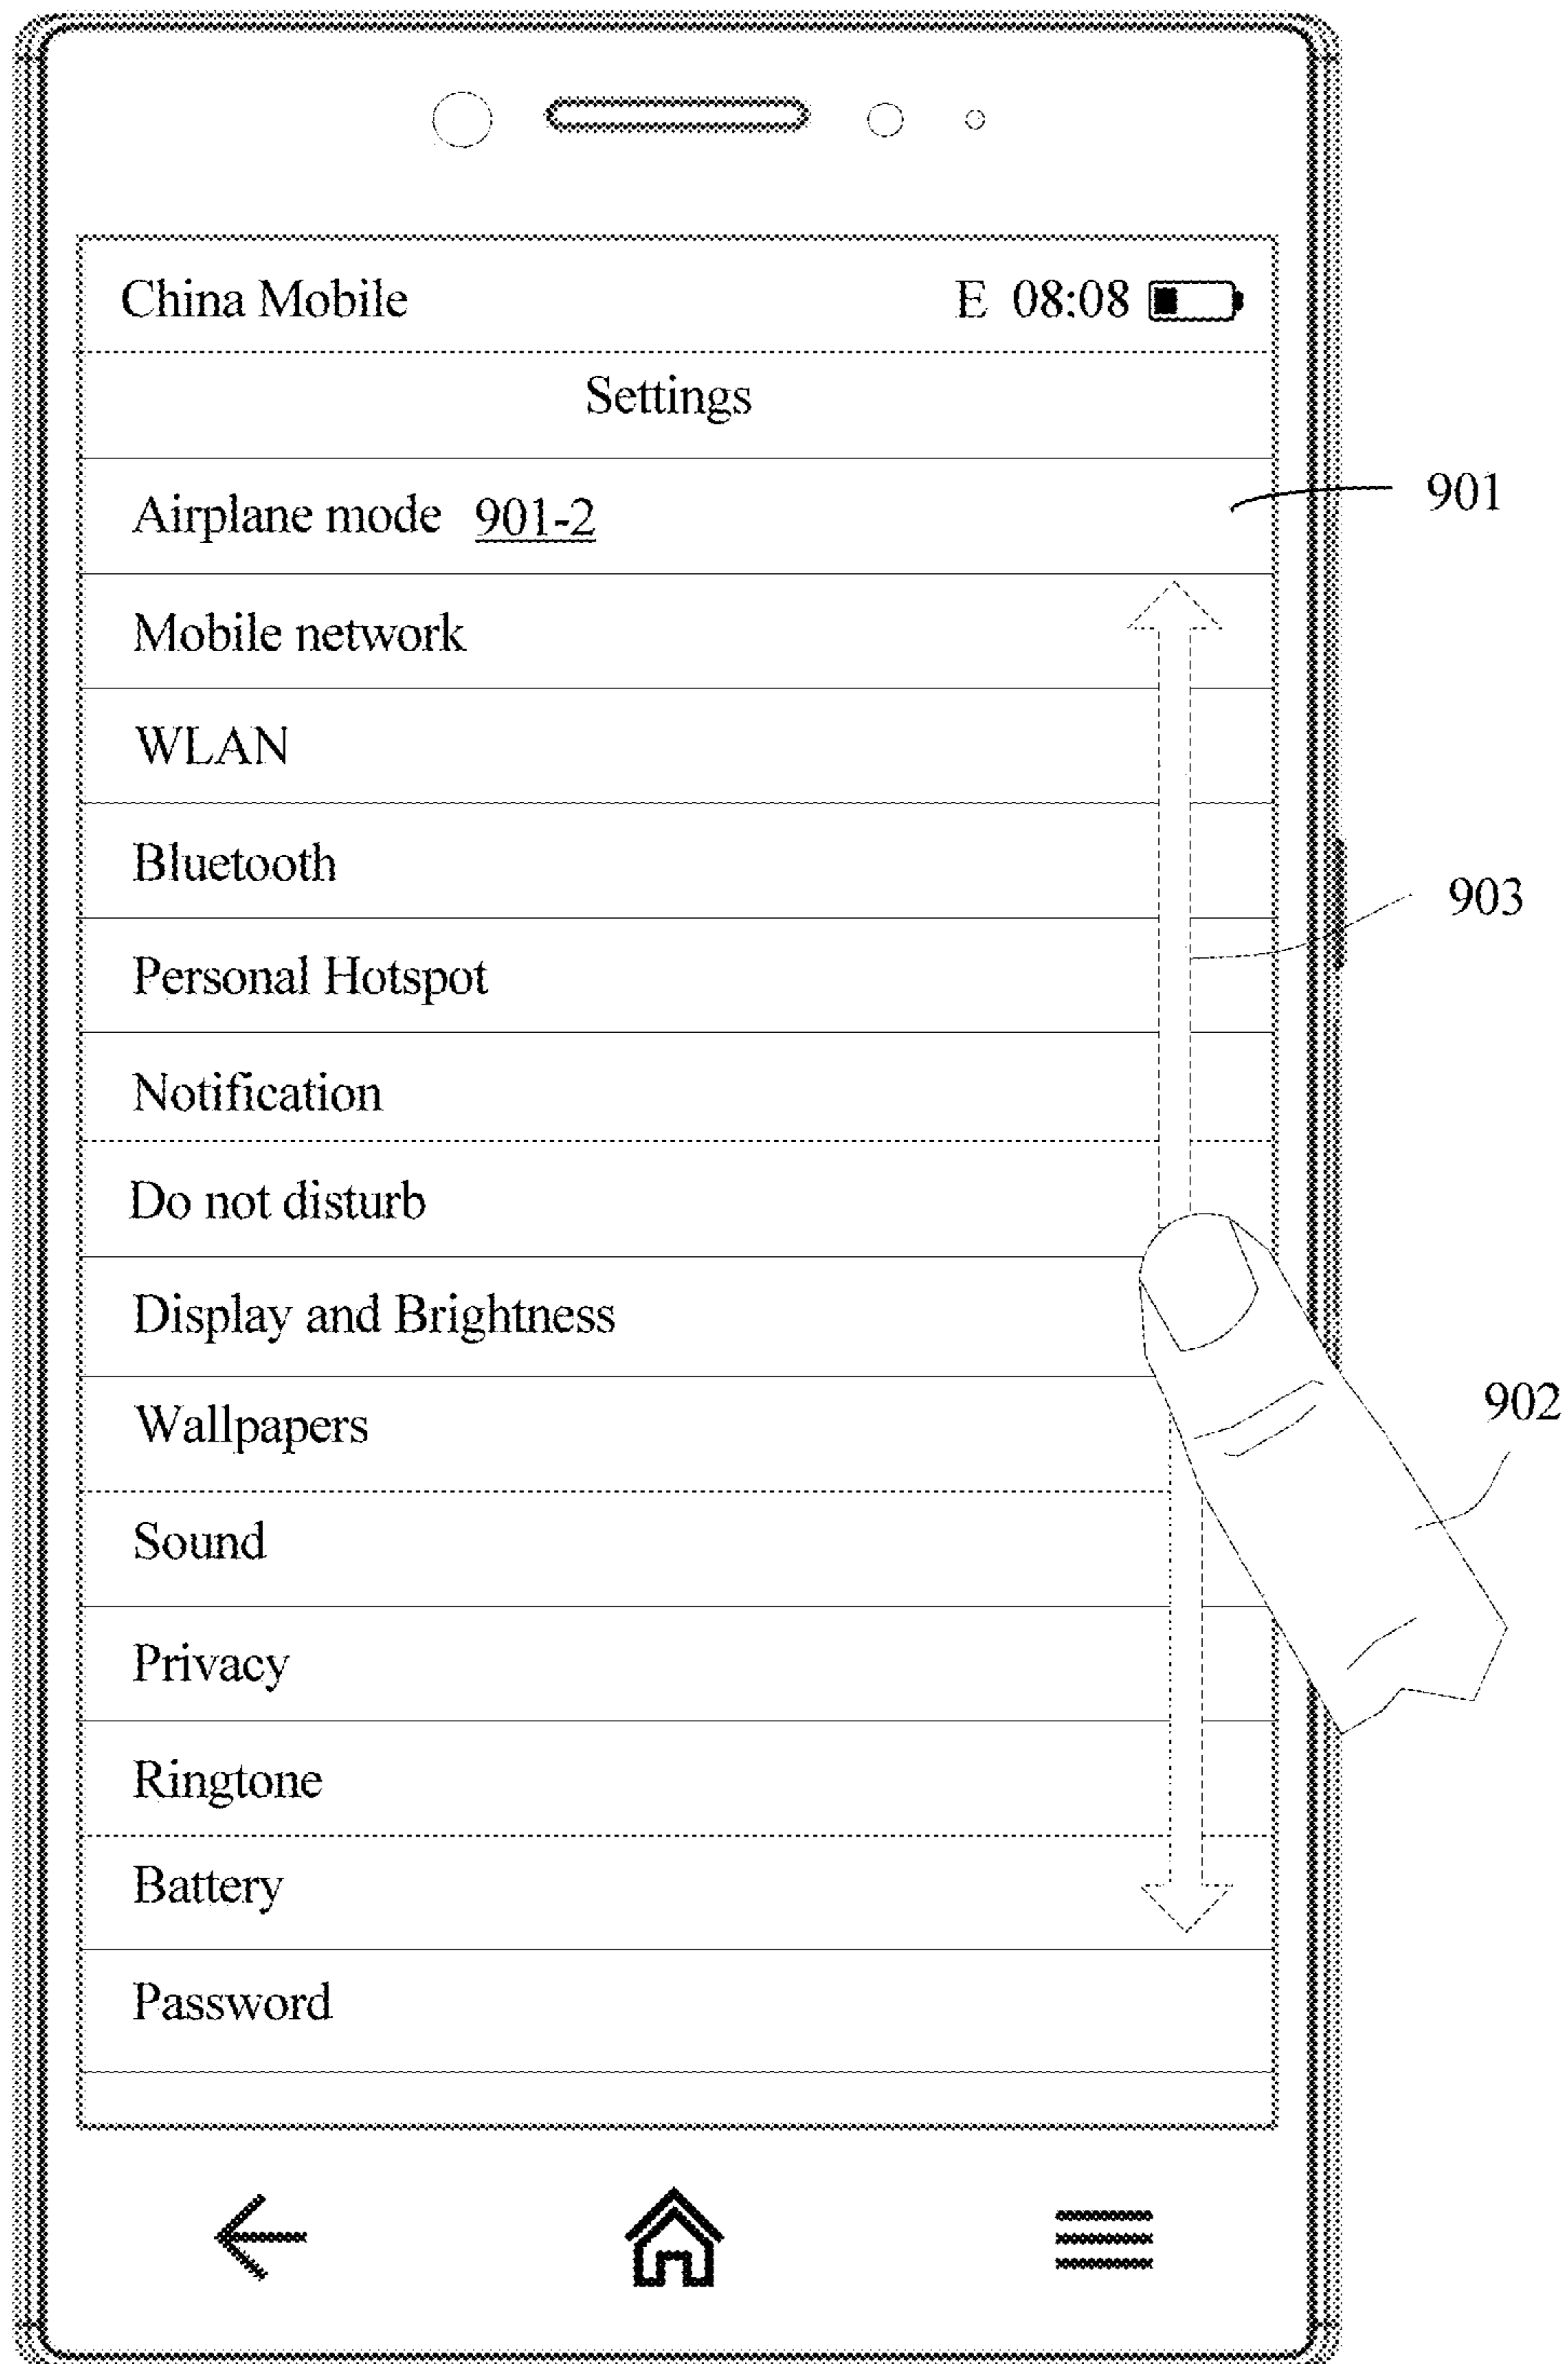 China Mobile E 08:08
Settings
Airplane mode 901-2
901
Mobile network
WLAN
Bluetooth
903
Personal Hotspot
Notification
Do not disturb
Display and Brightness
902
Wallpapers
Sound
Privacy
Ringtone
Battery
Password